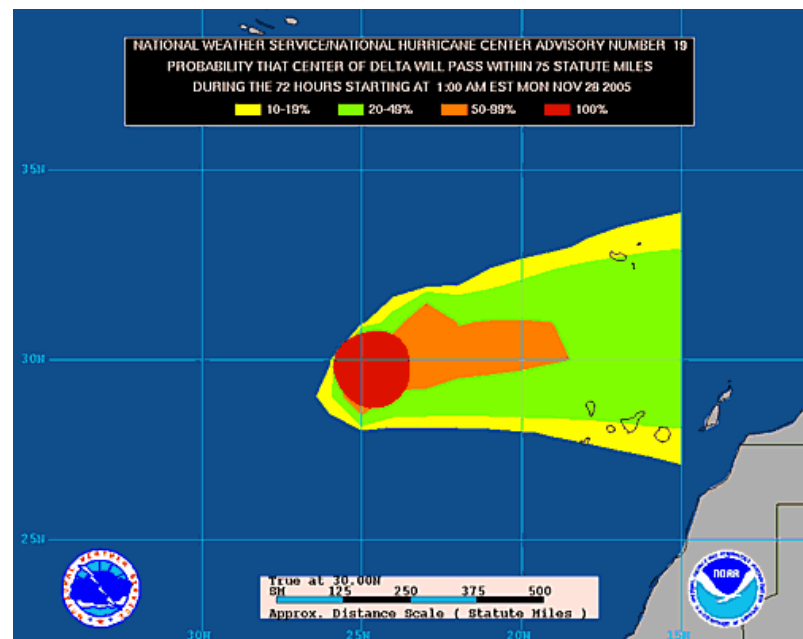 NATIONAL WEATHER SERVICE/NATIONAL HURRICANE CENTER ADVISORY NUMBER 19
PROBABILITY THAT CENTER OF DELTA WILL PASS WITHIN 75 STATUTE MILES
DURING THE 72 HOURS STARTING AT 1:00 AM EST MON NOV 28 2005
10-19% 20-49% 50-99% 100%
35N
30N
25N
NOAA
True at 30.00N
SM 125 250 375 500
Approx. Distance Scale ( Statute Miles )
30W 25W 20W 15W